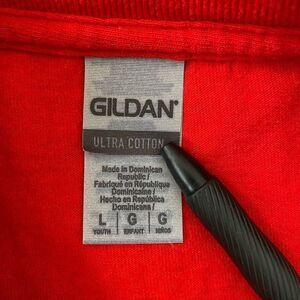 GILDAN®
ULTRA COTTON
Made in Dominican
Republic/
Fabriqué en République
Dominicaine/
Hecho en República
Dominicana/
L G G
YOUTH ENFANT NIÑOS